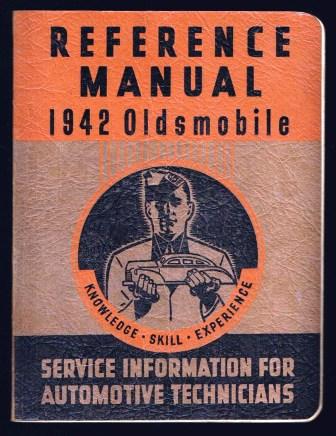 REFERENCE
MANUAL
1942 Oldsmobile
KNOWLEDGE · SKILL · EXPERIENCE
SERVICE INFORMATION FOR
AUTOMOTIVE TECHNICIANS